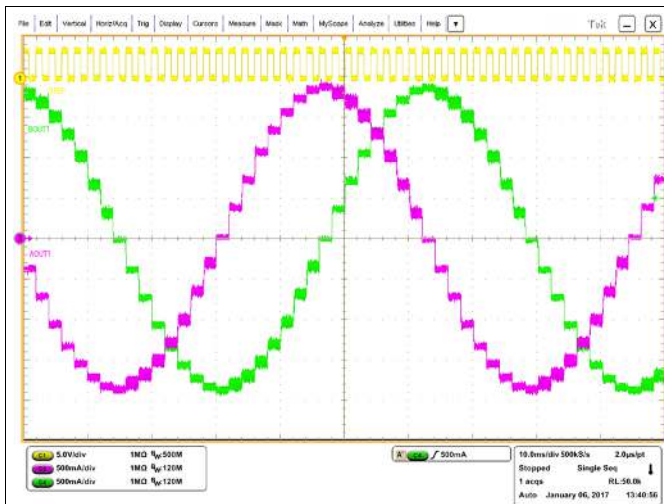 File Edit Vertical Horiz/Acq Trig Display Cursors Measure Mask Math MyScope Analyze Utilities Help Tek X
1
BOUT1
AOUT1
C1 5.0V/div 1MΩ BW:500M
500mA/div 1MΩ BW:120M
500mA/div 1MΩ BW:120M
A' 500mA
10.0ms/div 500kS/s 2.0µs/pt
Stopped Single Seq
1 acqs RL:50.0k
Auto January 06, 2017 13:40:56